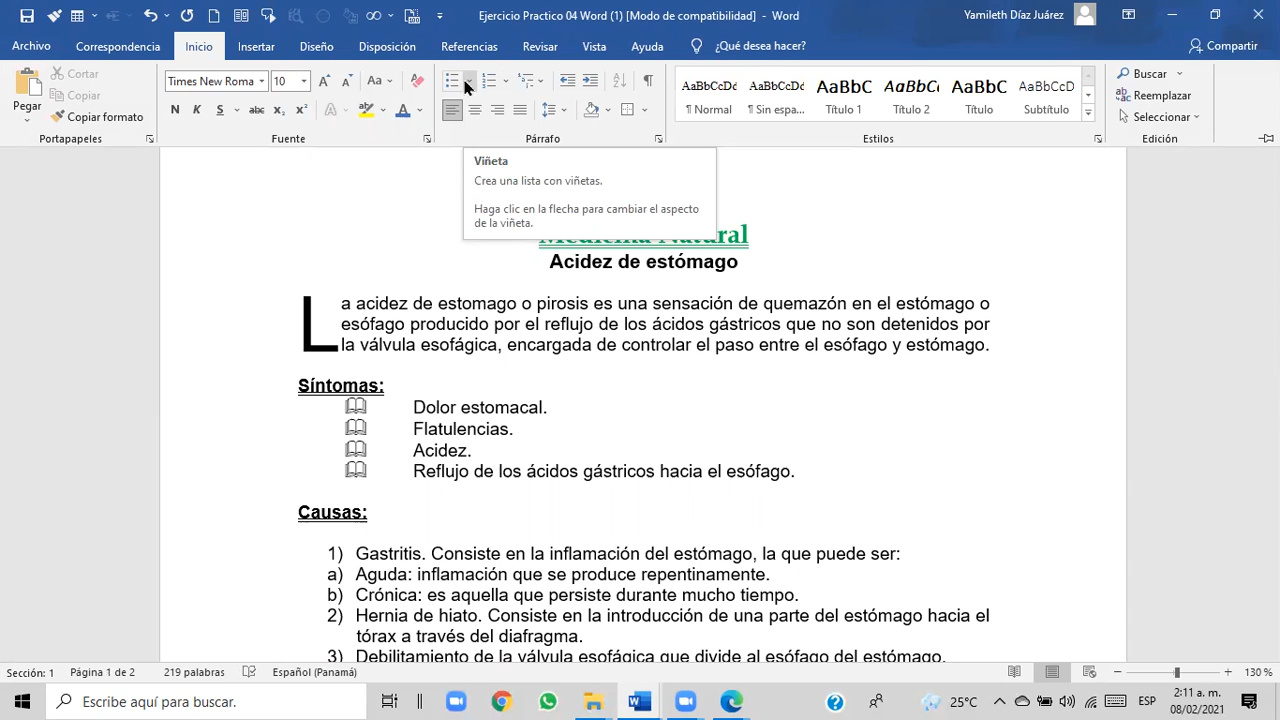 Ejercicio Practico 04 Word (1) [Modo de compatibilidad] - Word
Yamileth Díaz Juárez
Archivo Correspondencia Inicio Insertar Diseño Disposición Referencias Revisar Vista Ayuda ¿Qué desea hacer? Compartir
Pegar
Cortar
Copiar
Copiar formato
Portapapeles
Times New Roma 10
N K S abc x₂ x²
Fuente
Párrafo
AaBbCcDc AaBbCcDc AaBbC AaBbCc AaBbC AaBbCcD
¶ Normal ¶ Sin espa... Título 1 Título 2 Título Subtítulo
Estilos
Buscar
Reemplazar
Seleccionar
Edición
Viñeta
Crea una lista con viñetas.
Haga clic en la flecha para cambiar el aspecto
de la viñeta.
Medicina Natural
Acidez de estómago
La acidez de estomago o pirosis es una sensación de quemazón en el estómago o
esófago producido por el reflujo de los ácidos gástricos que no son detenidos por
la válvula esofágica, encargada de controlar el paso entre el esófago y estómago.
Síntomas:
Dolor estomacal.
Flatulencias.
Acidez.
Reflujo de los ácidos gástricos hacia el esófago.
Causas:
1) Gastritis. Consiste en la inflamación del estómago, la que puede ser:
a) Aguda: inflamación que se produce repentinamente.
b) Crónica: es aquella que persiste durante mucho tiempo.
2) Hernia de hiato. Consiste en la introducción de una parte del estómago hacia el
tórax a través del diafragma.
3) Debilitamiento de la válvula esofágica que divide al esófago del estómago.
Sección: 1 Página 1 de 2 219 palabras Español (Panamá) 130 %
Escribe aquí para buscar.
25°C
ESP
2:11 a. m.
08/02/2021